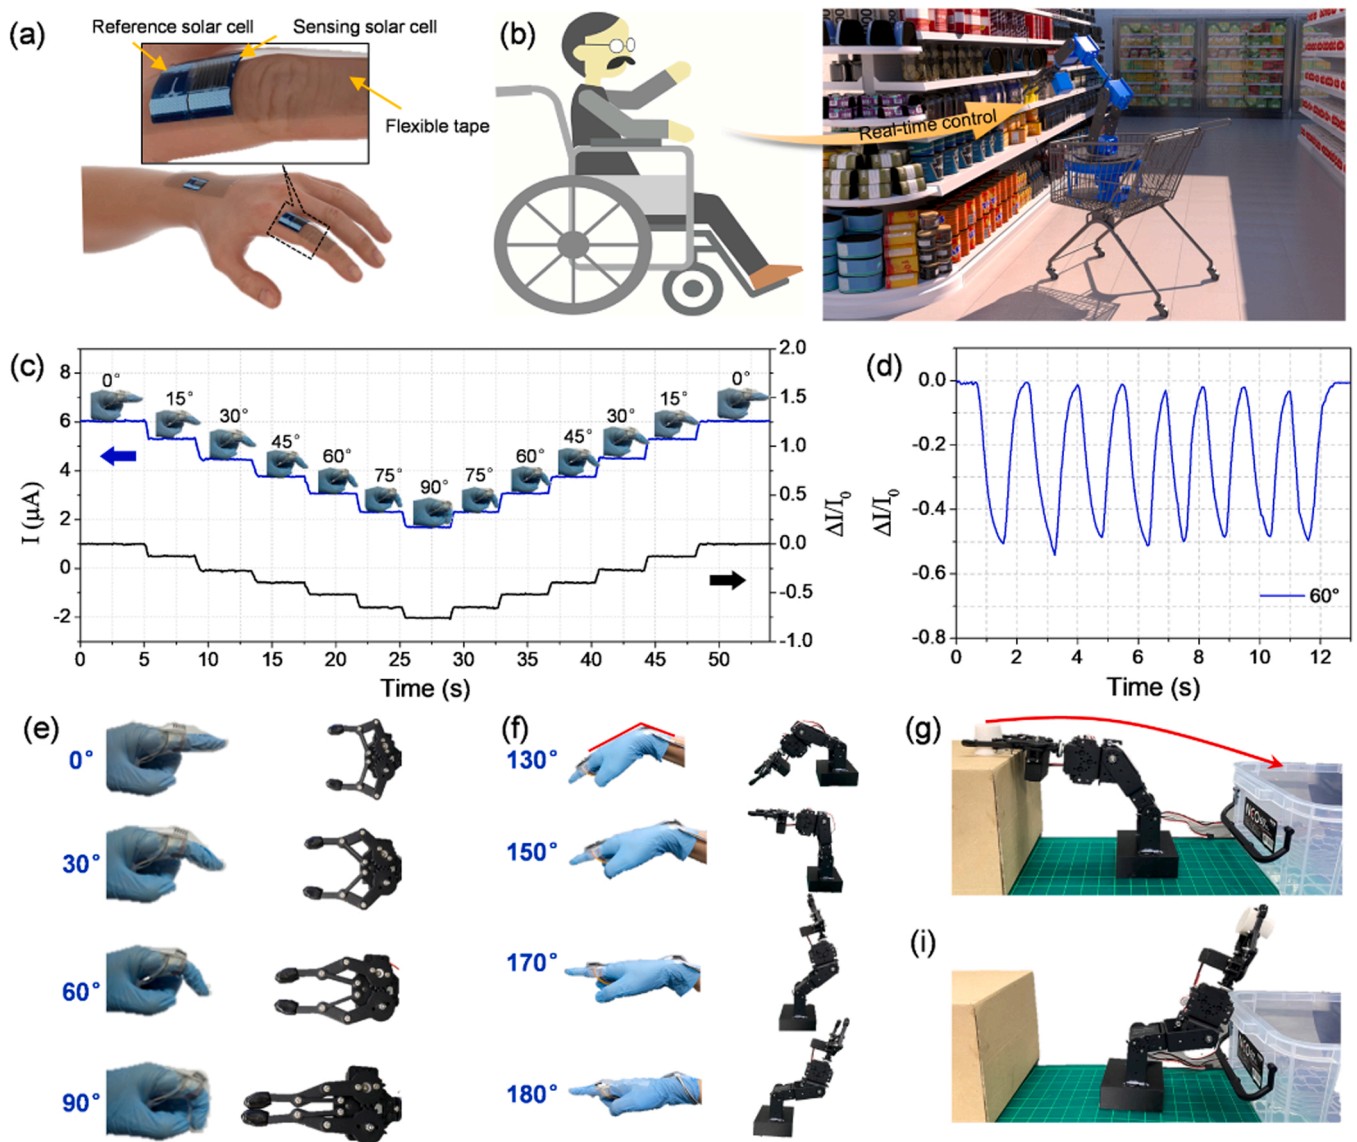 (a)
Reference solar cell
Sensing solar cell
Flexible tape
(b)
Real-time control
(c)
8
6
4
2
0
-2
I (μA)
0°
15°
30°
45°
60°
75°
90°
75°
60°
45°
30°
15°
0°
2.0
1.5
1.0
0.5
0.0
-0.5
-1.0
ΔI/I₀
0 5 10 15 20 25 30 35 40 45 50
Time (s)
(d)
0.0
-0.2
-0.4
-0.6
-0.8
ΔI/I₀
60°
0 2 4 6 8 10 12
Time (s)
(e)
0°
30°
60°
90°
(f)
130°
150°
170°
180°
(g)
(i)